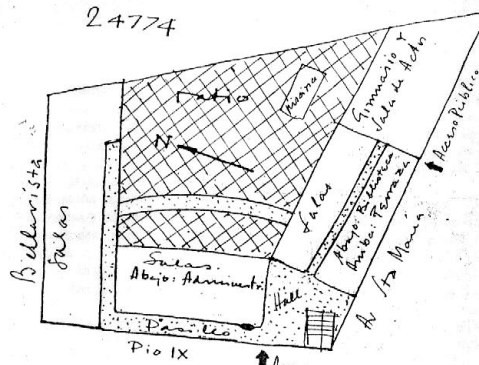 24774
Patio
Piscina
Gimnasio y
Sala de Actos
Acceso Público
N
Bellavista
Salas
Salas
Abajo: Biblioteca
Arriba: Terraza
Av Sta María
Salas
Abajo: Administr.
Hall
Pasillo
Pio IX